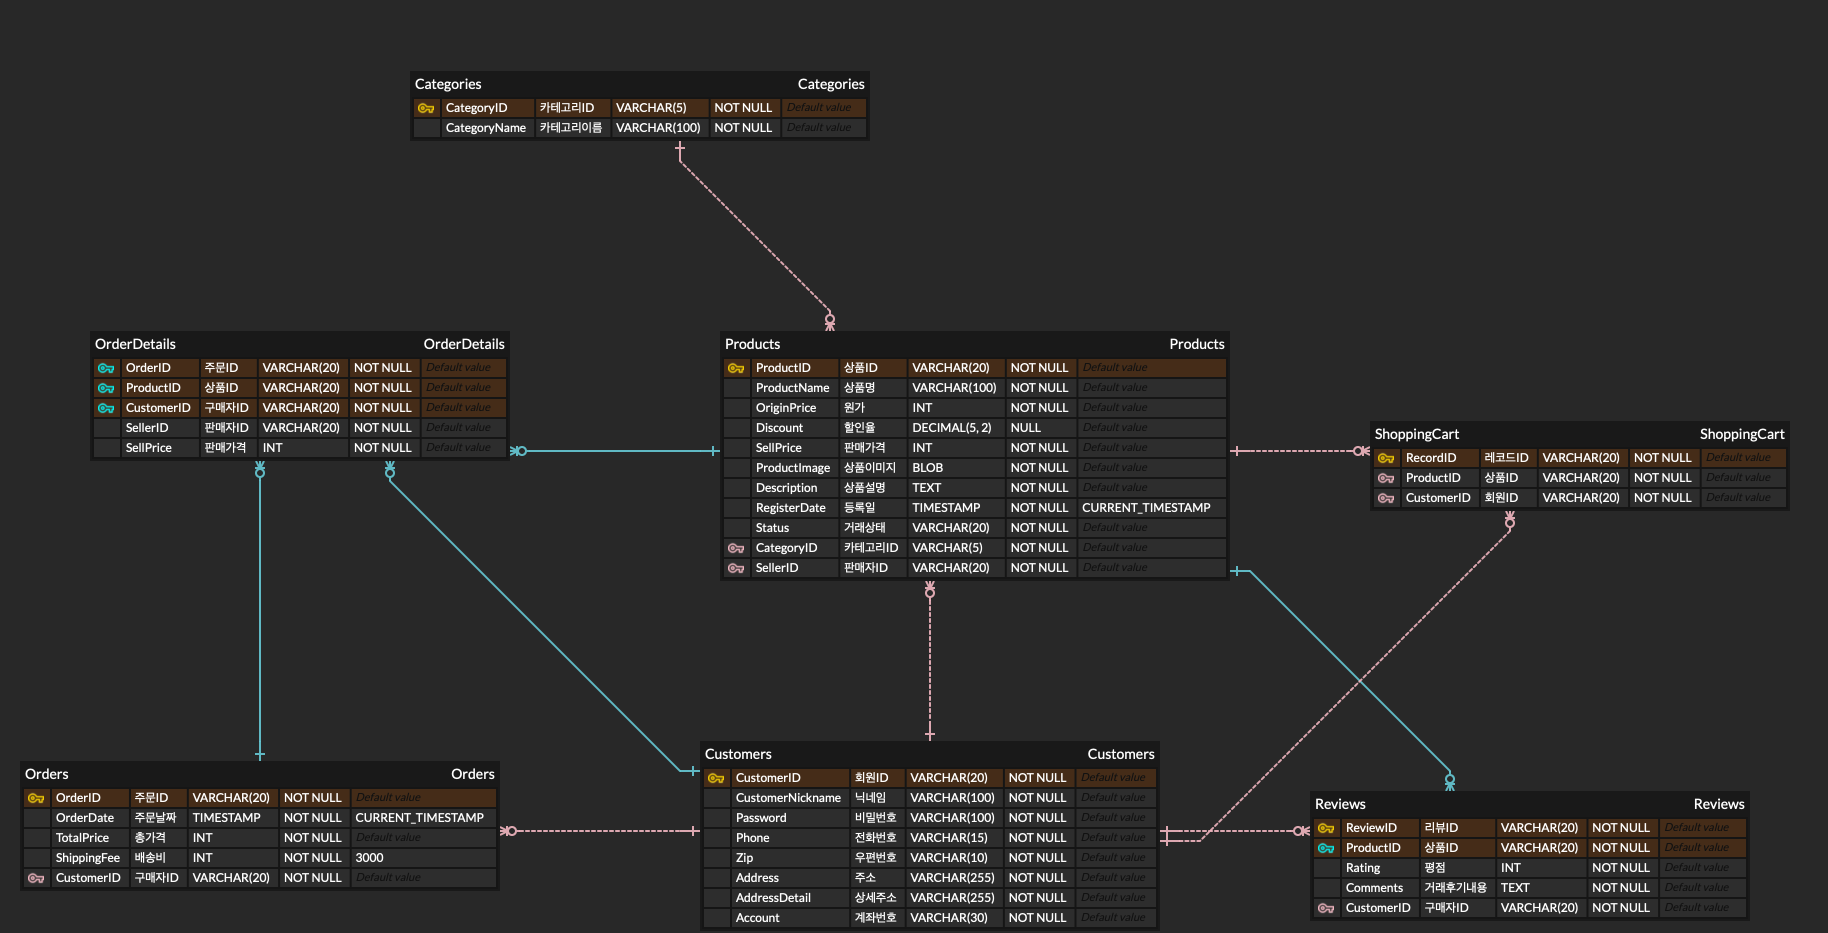 Categories Categories
CategoryID 카테고리ID VARCHAR(5) NOT NULL Default value
CategoryName 카테고리이름 VARCHAR(100) NOT NULL Default value
OrderDetails OrderDetails
OrderID 주문ID VARCHAR(20) NOT NULL Default value
ProductID 상품ID VARCHAR(20) NOT NULL Default value
CustomerID 구매자ID VARCHAR(20) NOT NULL Default value
SellerID 판매자ID VARCHAR(20) NOT NULL Default value
SellPrice 판매가격 INT NOT NULL Default value
Products Products
ProductID 상품ID VARCHAR(20) NOT NULL Default value
ProductName 상품명 VARCHAR(100) NOT NULL Default value
OriginPrice 원가 INT NOT NULL Default value
Discount 할인율 DECIMAL(5, 2) NULL Default value
SellPrice 판매가격 INT NOT NULL Default value
ProductImage 상품이미지 BLOB NOT NULL Default value
Description 상품설명 TEXT NOT NULL Default value
RegisterDate 등록일 TIMESTAMP NOT NULL CURRENT_TIMESTAMP
Status 거래상태 VARCHAR(20) NOT NULL Default value
CategoryID 카테고리ID VARCHAR(5) NOT NULL Default value
SellerID 판매자ID VARCHAR(20) NOT NULL Default value
ShoppingCart ShoppingCart
RecordID 레코드ID VARCHAR(20) NOT NULL Default value
ProductID 상품ID VARCHAR(20) NOT NULL Default value
CustomerID 회원ID VARCHAR(20) NOT NULL Default value
Orders Orders
OrderID 주문ID VARCHAR(20) NOT NULL Default value
OrderDate 주문날짜 TIMESTAMP NOT NULL CURRENT_TIMESTAMP
TotalPrice 총가격 INT NOT NULL Default value
ShippingFee 배송비 INT NOT NULL 3000
CustomerID 구매자ID VARCHAR(20) NOT NULL Default value
Customers Customers
CustomerID 회원ID VARCHAR(20) NOT NULL Default value
CustomerNickname 닉네임 VARCHAR(100) NOT NULL Default value
Password 비밀번호 VARCHAR(100) NOT NULL Default value
Phone 전화번호 VARCHAR(15) NOT NULL Default value
Zip 우편번호 VARCHAR(10) NOT NULL Default value
Address 주소 VARCHAR(255) NOT NULL Default value
AddressDetail 상세주소 VARCHAR(255) NOT NULL Default value
Account 계좌번호 VARCHAR(30) NOT NULL Default value
Reviews Reviews
ReviewID 리뷰ID VARCHAR(20) NOT NULL Default value
ProductID 상품ID VARCHAR(20) NOT NULL Default value
Rating 평점 INT NOT NULL Default value
Comments 거래후기내용 TEXT NOT NULL Default value
CustomerID 구매자ID VARCHAR(20) NOT NULL Default value